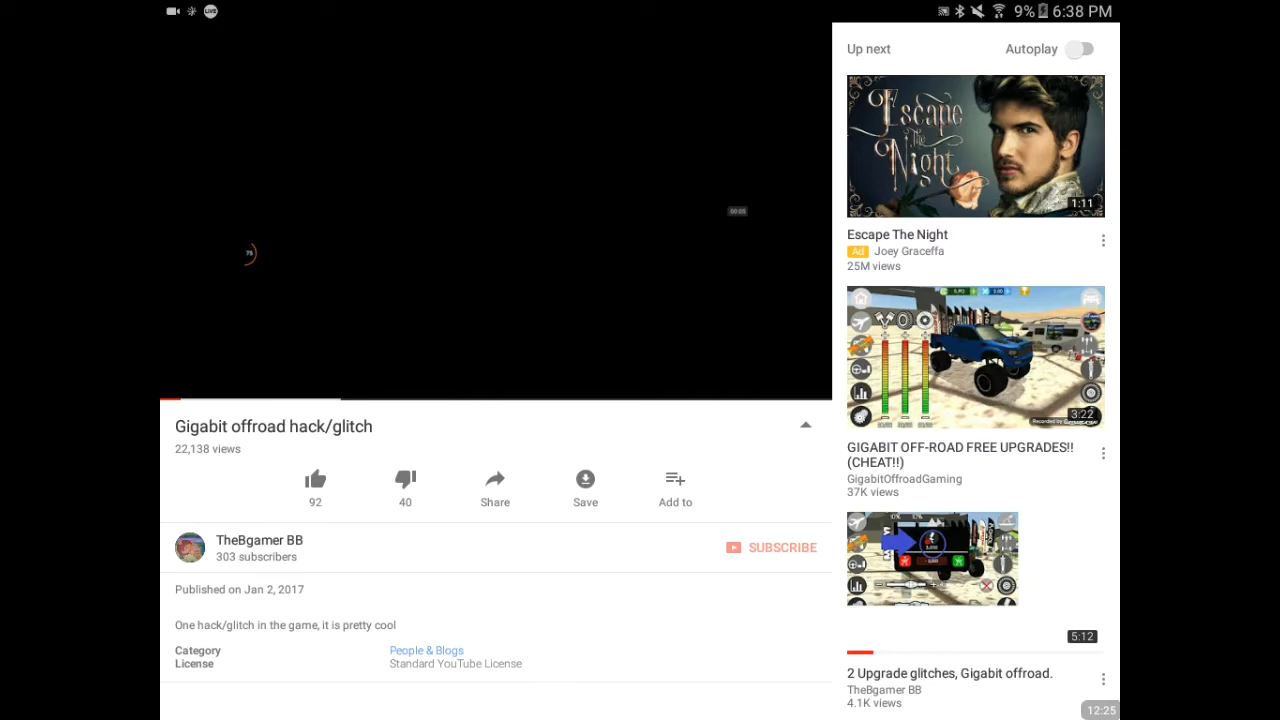 LIVE
9% 6:38 PM
00:05
75
Gigabit offroad hack/glitch
22,138 views
92
40
Share
Save
Add to
TheBgamer BB
303 subscribers
SUBSCRIBE
Published on Jan 2, 2017
One hack/glitch in the game, it is pretty cool
Category People & Blogs
License Standard YouTube License
Up next Autoplay
Escape
The
Night
1:11
Escape The Night
Ad Joey Graceffa
25M views
3:22
GIGABIT OFF-ROAD FREE UPGRADES!!
(CHEAT!!)
GigabitOffroadGaming
37K views
5:12
2 Upgrade glitches, Gigabit offroad.
TheBgamer BB
4.1K views
12:25